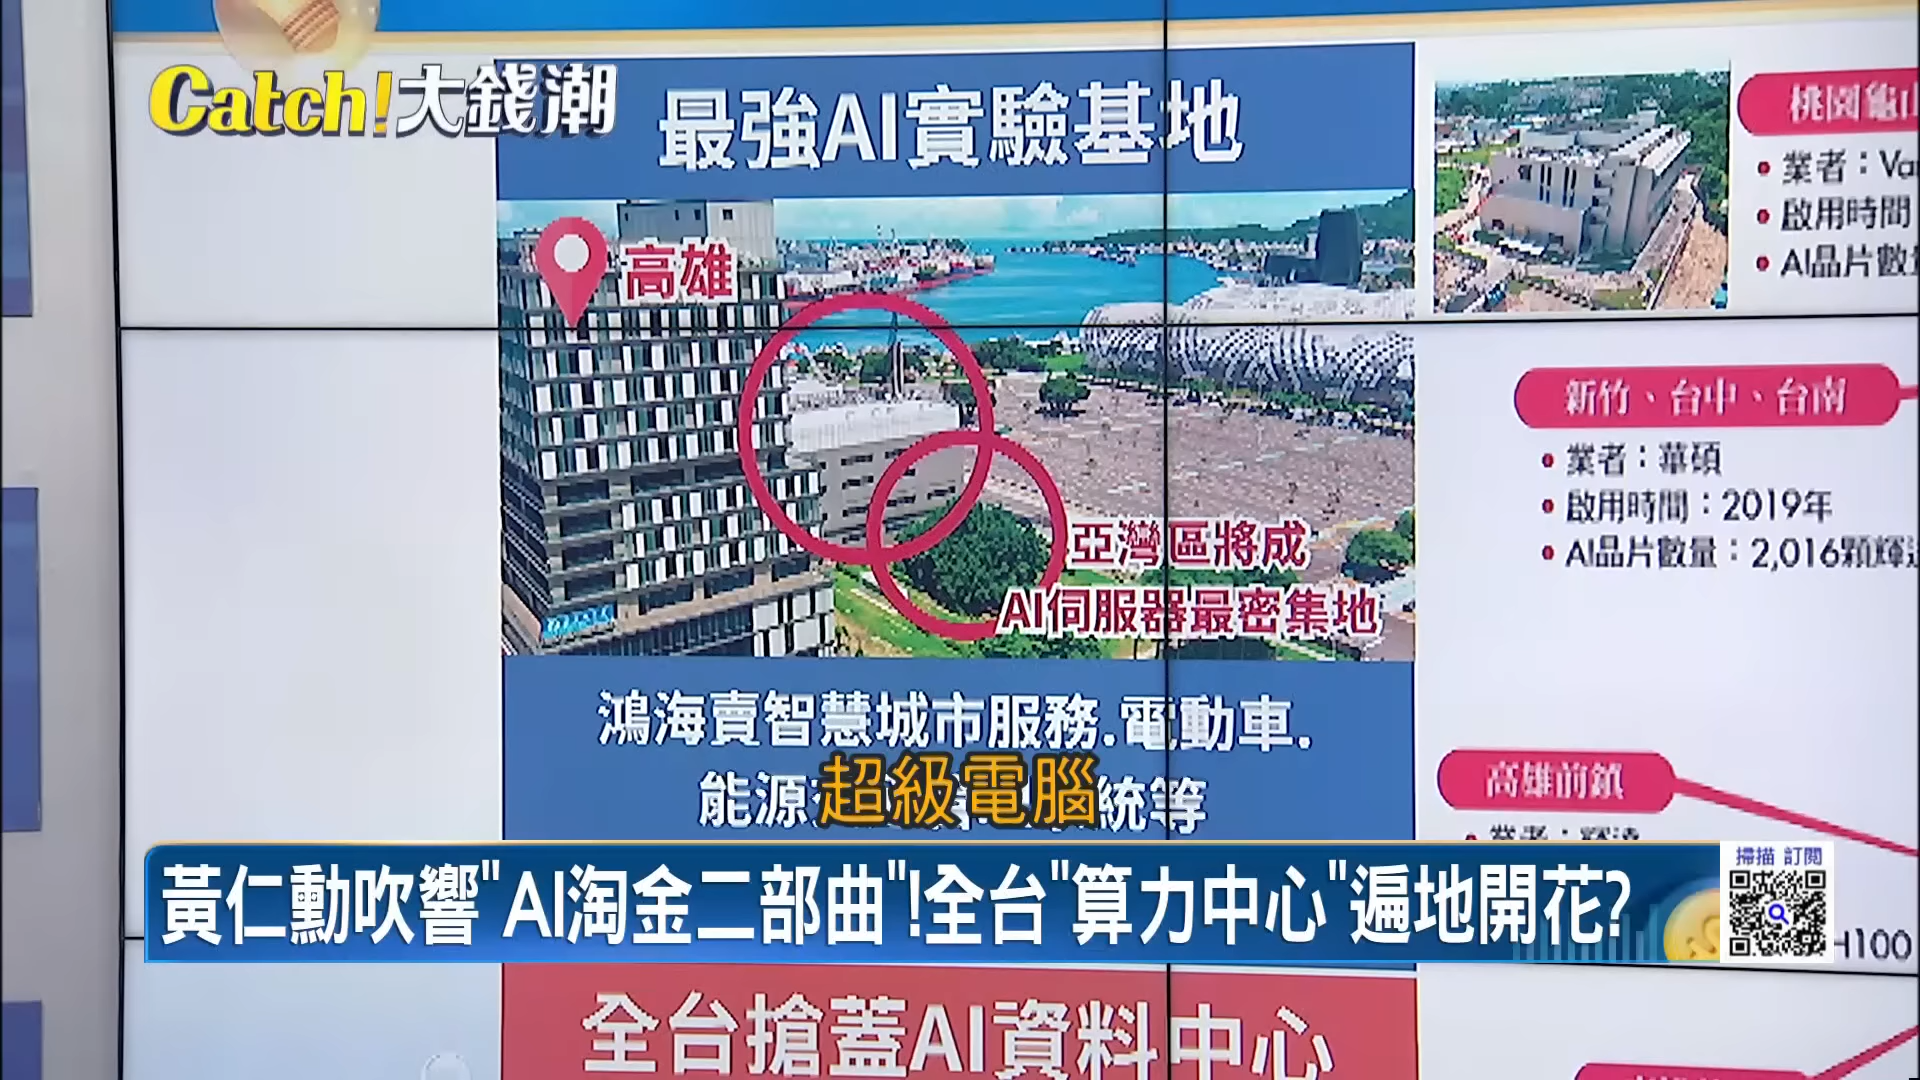 Catch!大錢潮
最強AI實驗基地
高雄
亞灣區將成
AI伺服器最密集地
鴻海賣智慧城市服務.電動車.
能源
統等
超級電腦
桃園龜山
業者：Va
啟用時間
AI晶片數
新竹、台中、台南
業者：華碩
啟用時間：2019年
AI晶片數量：2,016顆輝
高雄前鎮
黃仁勳吹響"AI淘金二部曲"!全台"算力中心"遍地開花?
掃描 訂閱
H100
全台搶蓋AI資料中心